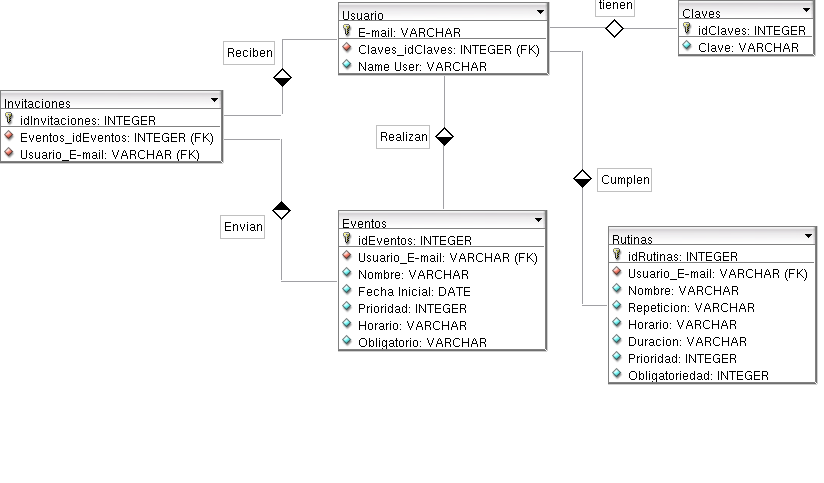 tienen
Usuario
E-mail: VARCHAR
Claves_idClaves: INTEGER (FK)
Name User: VARCHAR
Claves
idClaves: INTEGER
Clave: VARCHAR
Reciben
Invitaciones
idInvitaciones: INTEGER
Eventos_idEventos: INTEGER (FK)
Usuario_E-mail: VARCHAR (FK)
Realizan
Cumplen
Envian
Eventos
idEventos: INTEGER
Usuario_E-mail: VARCHAR (FK)
Nombre: VARCHAR
Fecha Inicial: DATE
Prioridad: INTEGER
Horario: VARCHAR
Obligatorio: VARCHAR
Rutinas
idRutinas: INTEGER
Usuario_E-mail: VARCHAR (FK)
Nombre: VARCHAR
Repeticion: VARCHAR
Horario: VARCHAR
Duracion: VARCHAR
Prioridad: INTEGER
Obligatoriedad: INTEGER